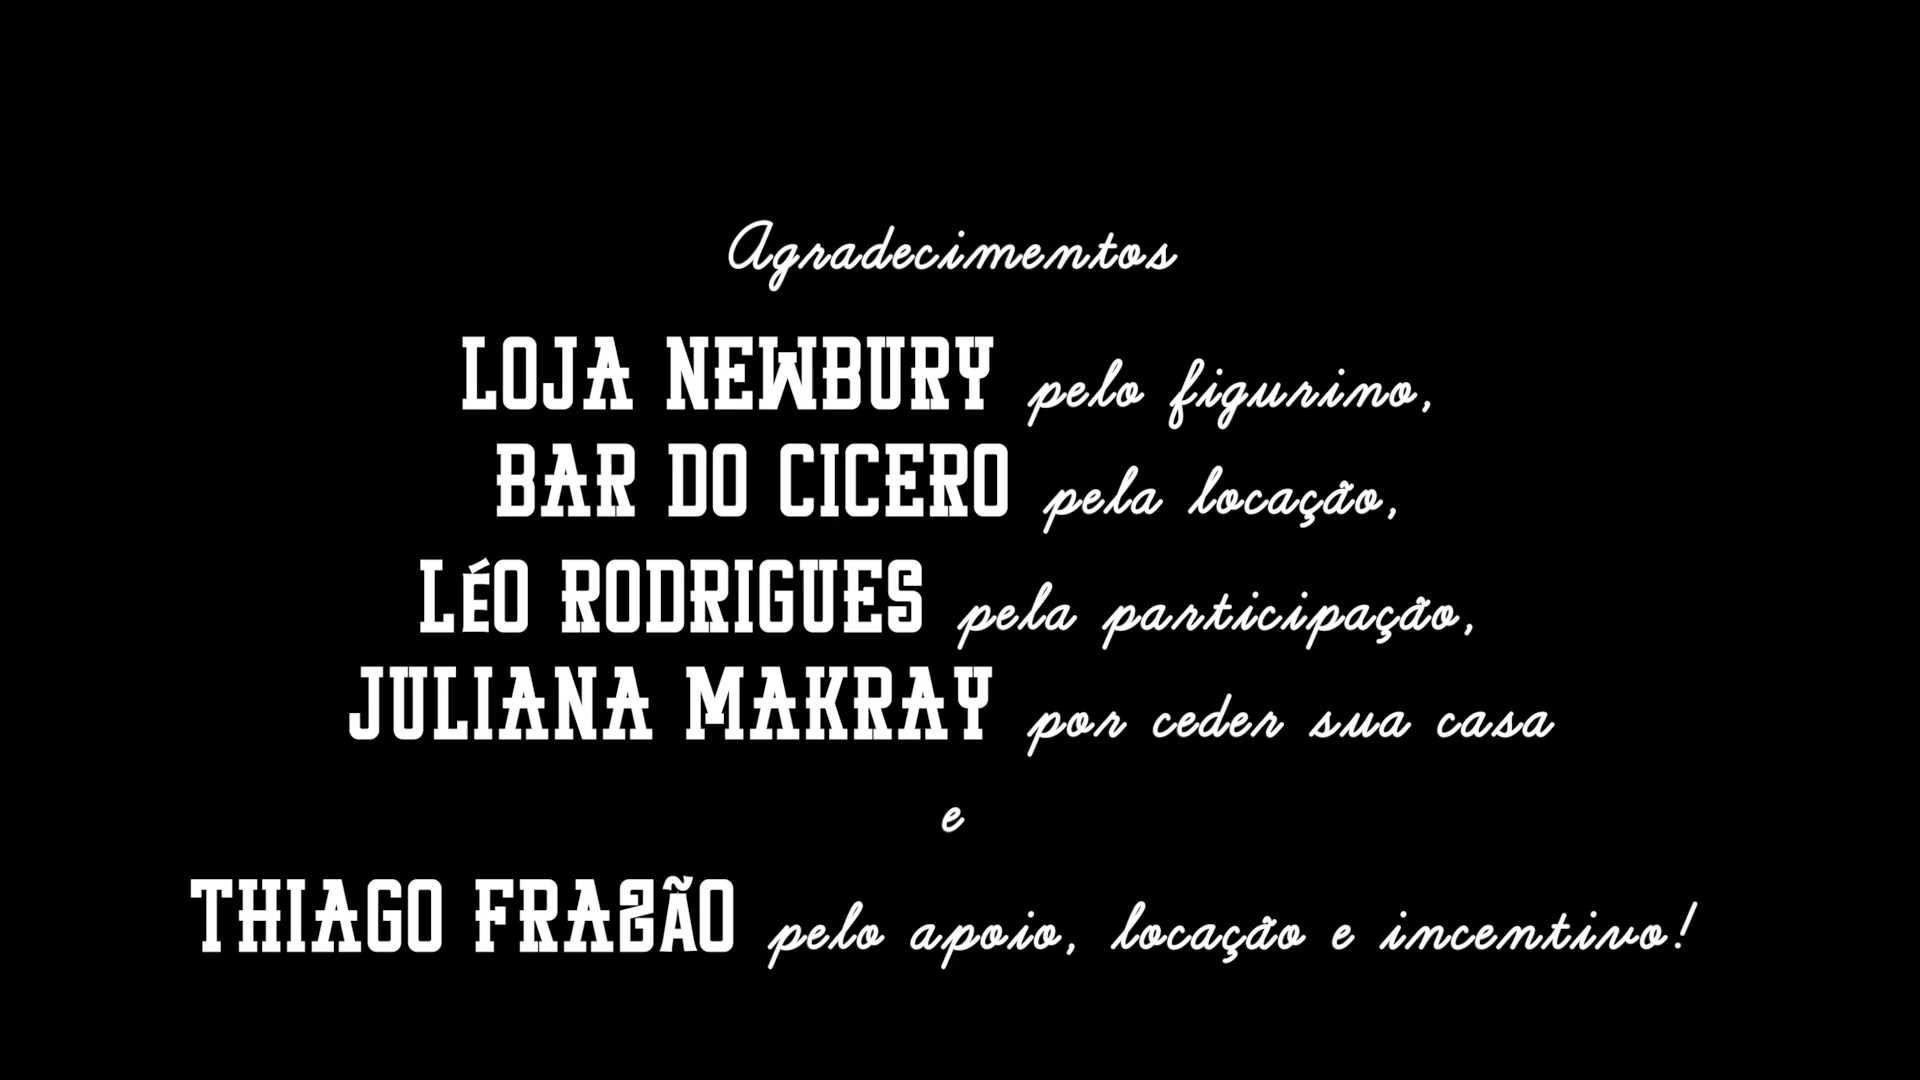 Agradecimentos
LOJA NEWBURY pelo figurino,
BAR DO CICERO pela locação,
LÉO RODRIGUES pela participação,
JULIANA MAKRAY por ceder sua casa
e
THIAGO FRAZÃO pelo apoio, locação e incentivo!